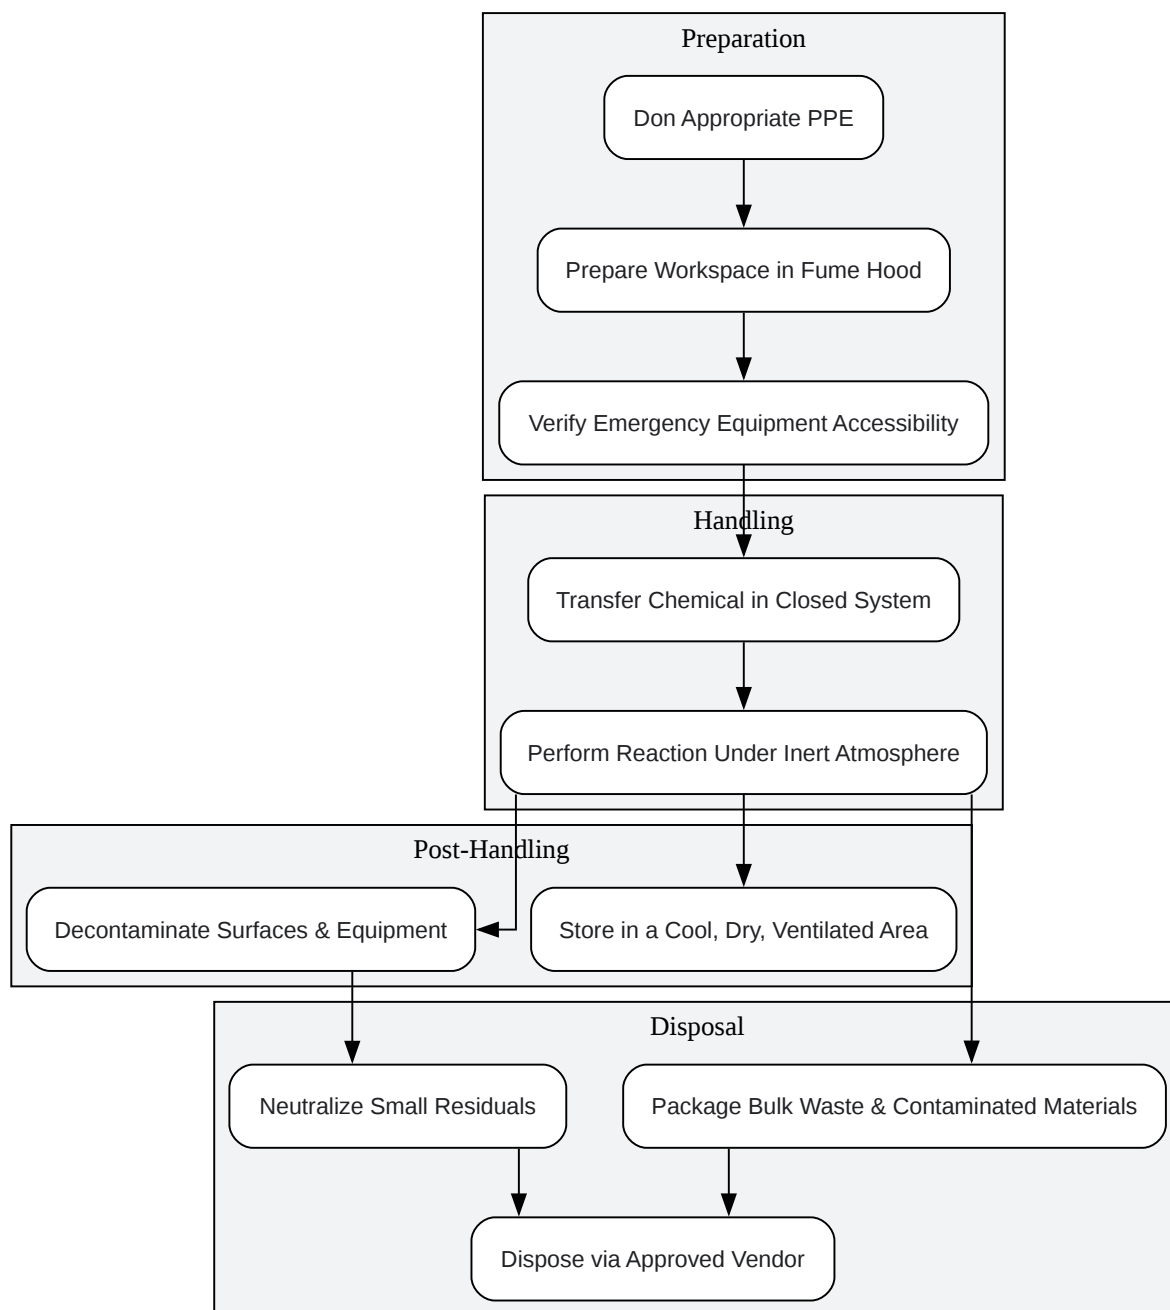 Preparation
Don Appropriate PPE
Prepare Workspace in Fume Hood
Verify Emergency Equipment Accessibility
Handling
Transfer Chemical in Closed System
Perform Reaction Under Inert Atmosphere
Post-Handling
Decontaminate Surfaces & Equipment
Store in a Cool, Dry, Ventilated Area
Disposal
Neutralize Small Residuals
Package Bulk Waste & Contaminated Materials
Dispose via Approved Vendor